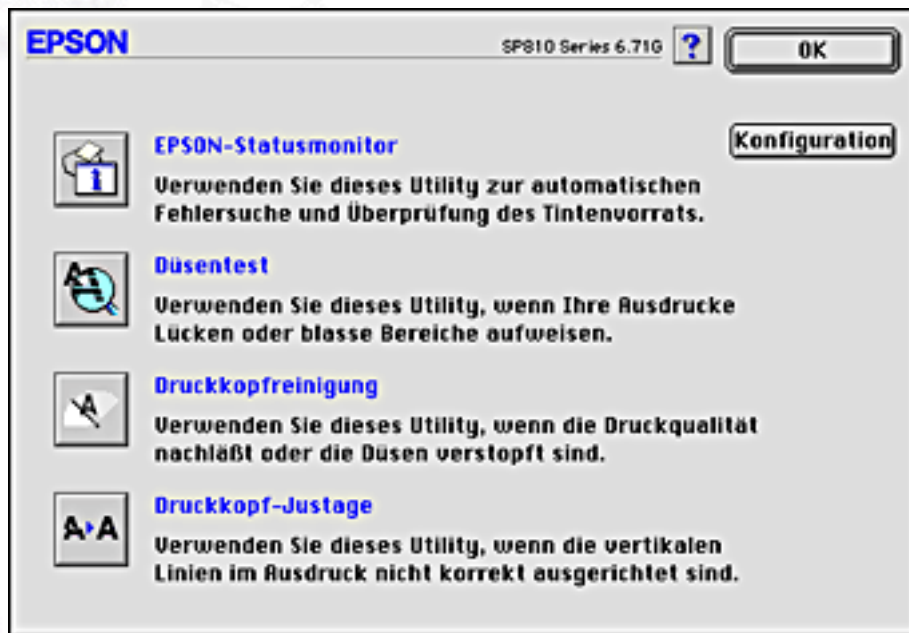 EPSON
SP810 Series 6.71G
?
OK
Konfiguration
EPSON-Statusmonitor
Verwenden Sie dieses Utility zur automatischen
Fehlersuche und Überprüfung des Tintenvorrats.
Düsentest
Verwenden Sie dieses Utility, wenn Ihre Ausdrucke
Lücken oder blasse Bereiche aufweisen.
Druckkopfreinigung
Verwenden Sie dieses Utility, wenn die Druckqualität
nachläßt oder die Düsen verstopft sind.
Druckkopf-Justage
A▸A
Verwenden Sie dieses Utility, wenn die vertikalen
Linien im Ausdruck nicht korrekt ausgerichtet sind.